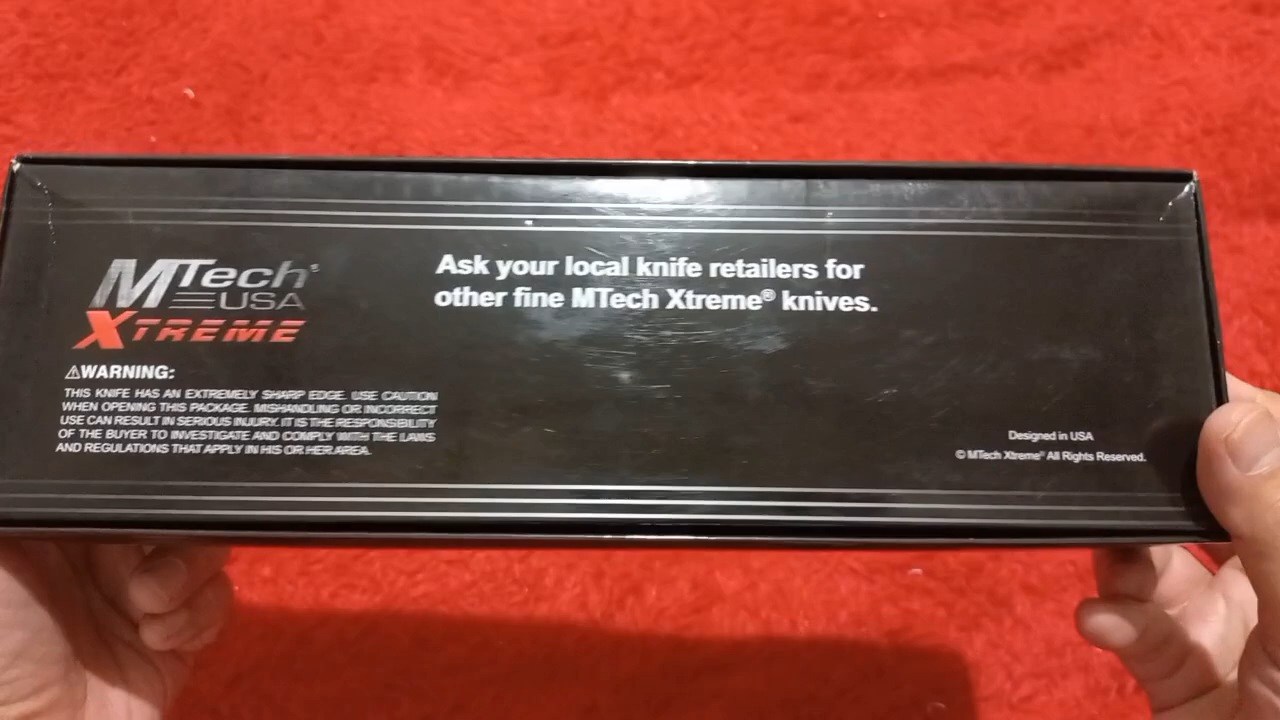 MTech®
USA
XTREME
Ask your local knife retailers for
other fine MTech Xtreme® knives.
⚠WARNING:
THIS KNIFE HAS AN EXTREMELY SHARP EDGE. USE CAUTION
WHEN OPENING THIS PACKAGE. MISHANDLING OR INCORRECT
USE CAN RESULT IN SERIOUS INJURY. IT IS THE RESPONSIBILITY
OF THE BUYER TO INVESTIGATE AND COMPLY WITH THE LAWS
AND REGULATIONS THAT APPLY IN HIS OR HER AREA.
Designed in USA
© MTech Xtreme® All Rights Reserved.